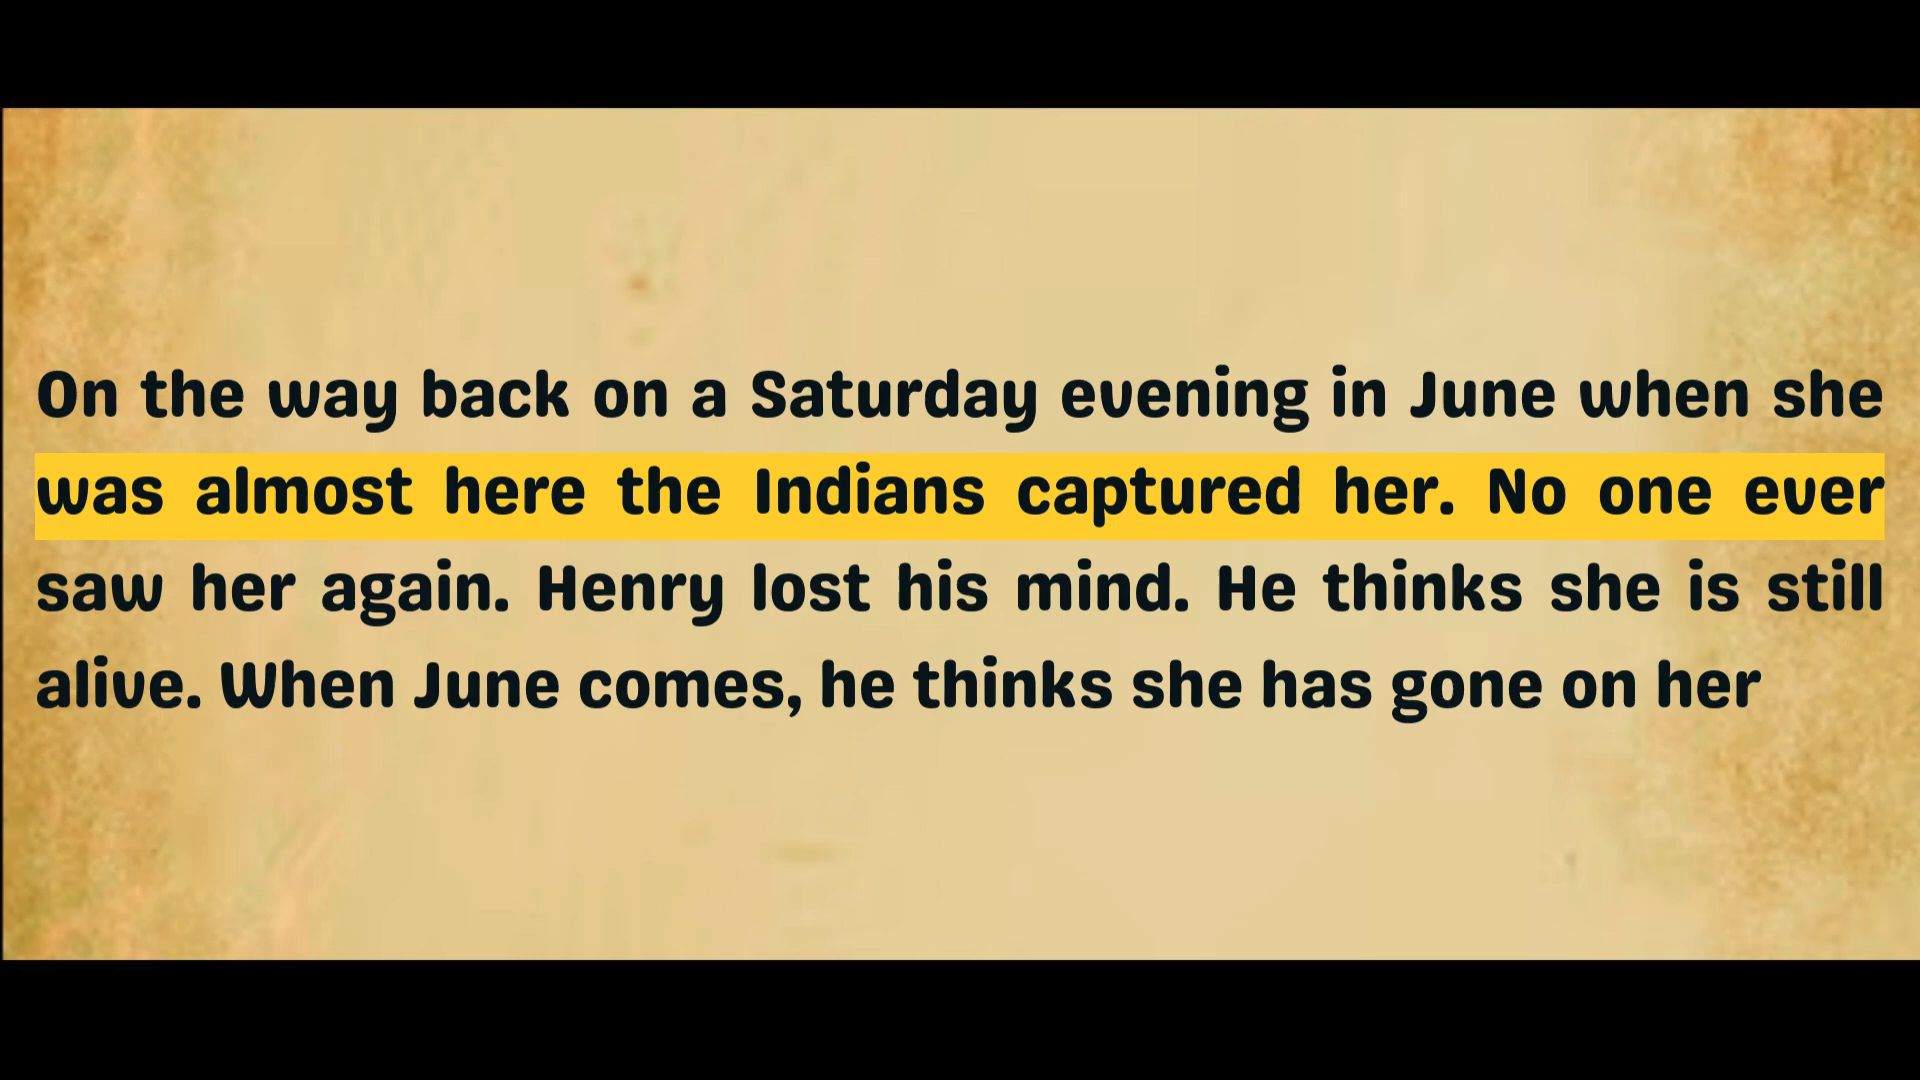 On the way back on a Saturday evening in June when she
was almost here the Indians captured her. No one ever
saw her again. Henry lost his mind. He thinks she is still
alive. When June comes, he thinks she has gone on her